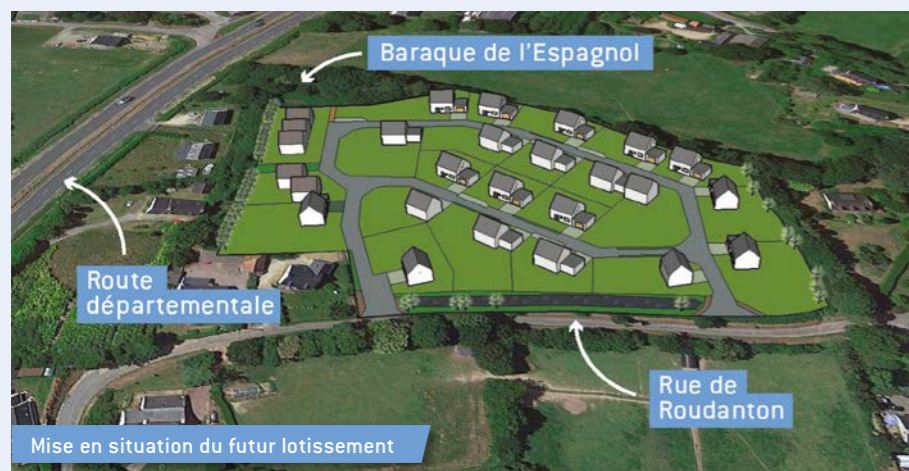 Baraque de l'Espagnol
Route
départementale
Rue de
Roudanton
Mise en situation du futur lotissement